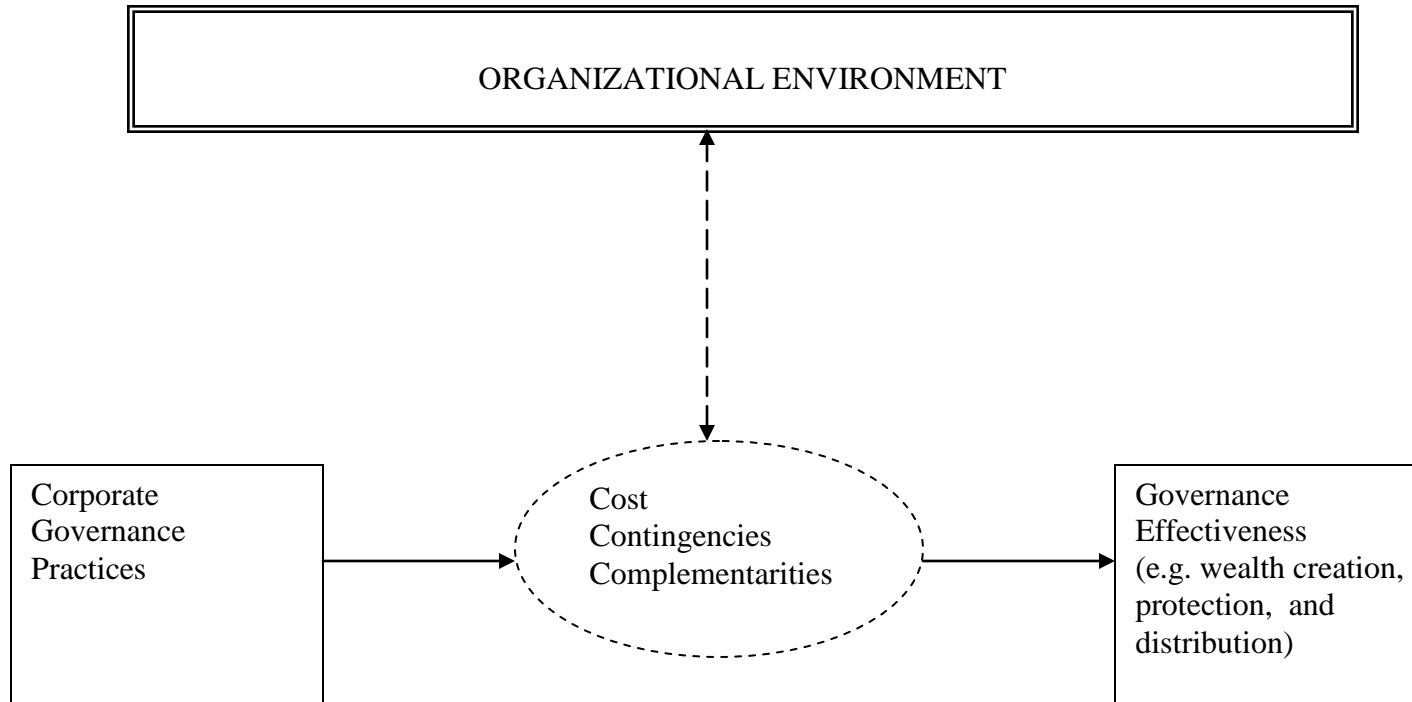 ORGANIZATIONAL ENVIRONMENT
Corporate
Governance
Practices
Cost
Contingencies
Complementarities
Governance
Effectiveness
(e.g. wealth creation,
protection, and
distribution)